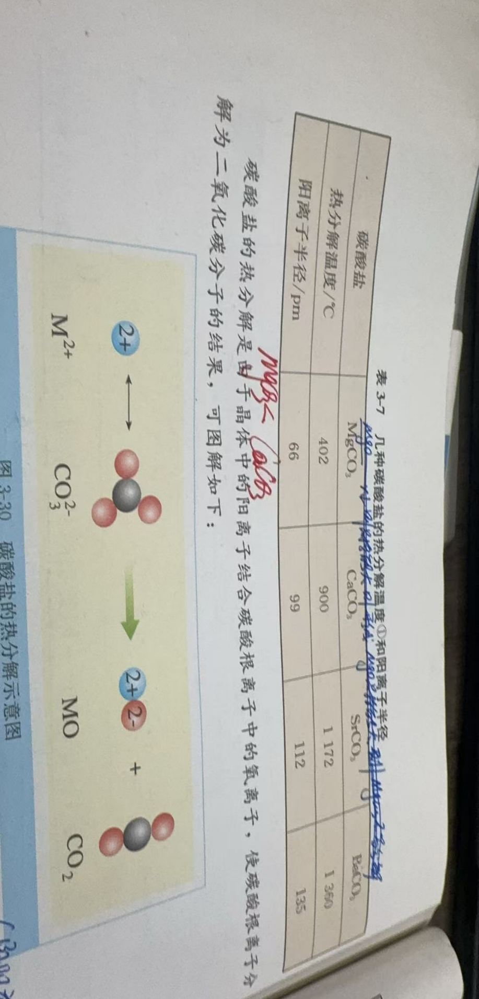 表 3-7 几种碳酸盐的热分解温度①和阳离子半径
碳酸盐 MgCO₃ CaCO₃ SrCO₃ BaCO₃
热分解温度/℃ 402 900 1 172 1 360
阳离子半径/pm 66 99 112 135
MgCO₃< CaCO₃
碳酸盐的热分解是由于晶体中的阳离子结合碳酸根离子中的氧离子，使碳酸根离子分
解为二氧化碳分子的结果，可图解如下：
2+ 2+ 2- +
M²⁺ CO₃²⁻ MO CO₂
图 3-30 碳酸盐的热分解示意图